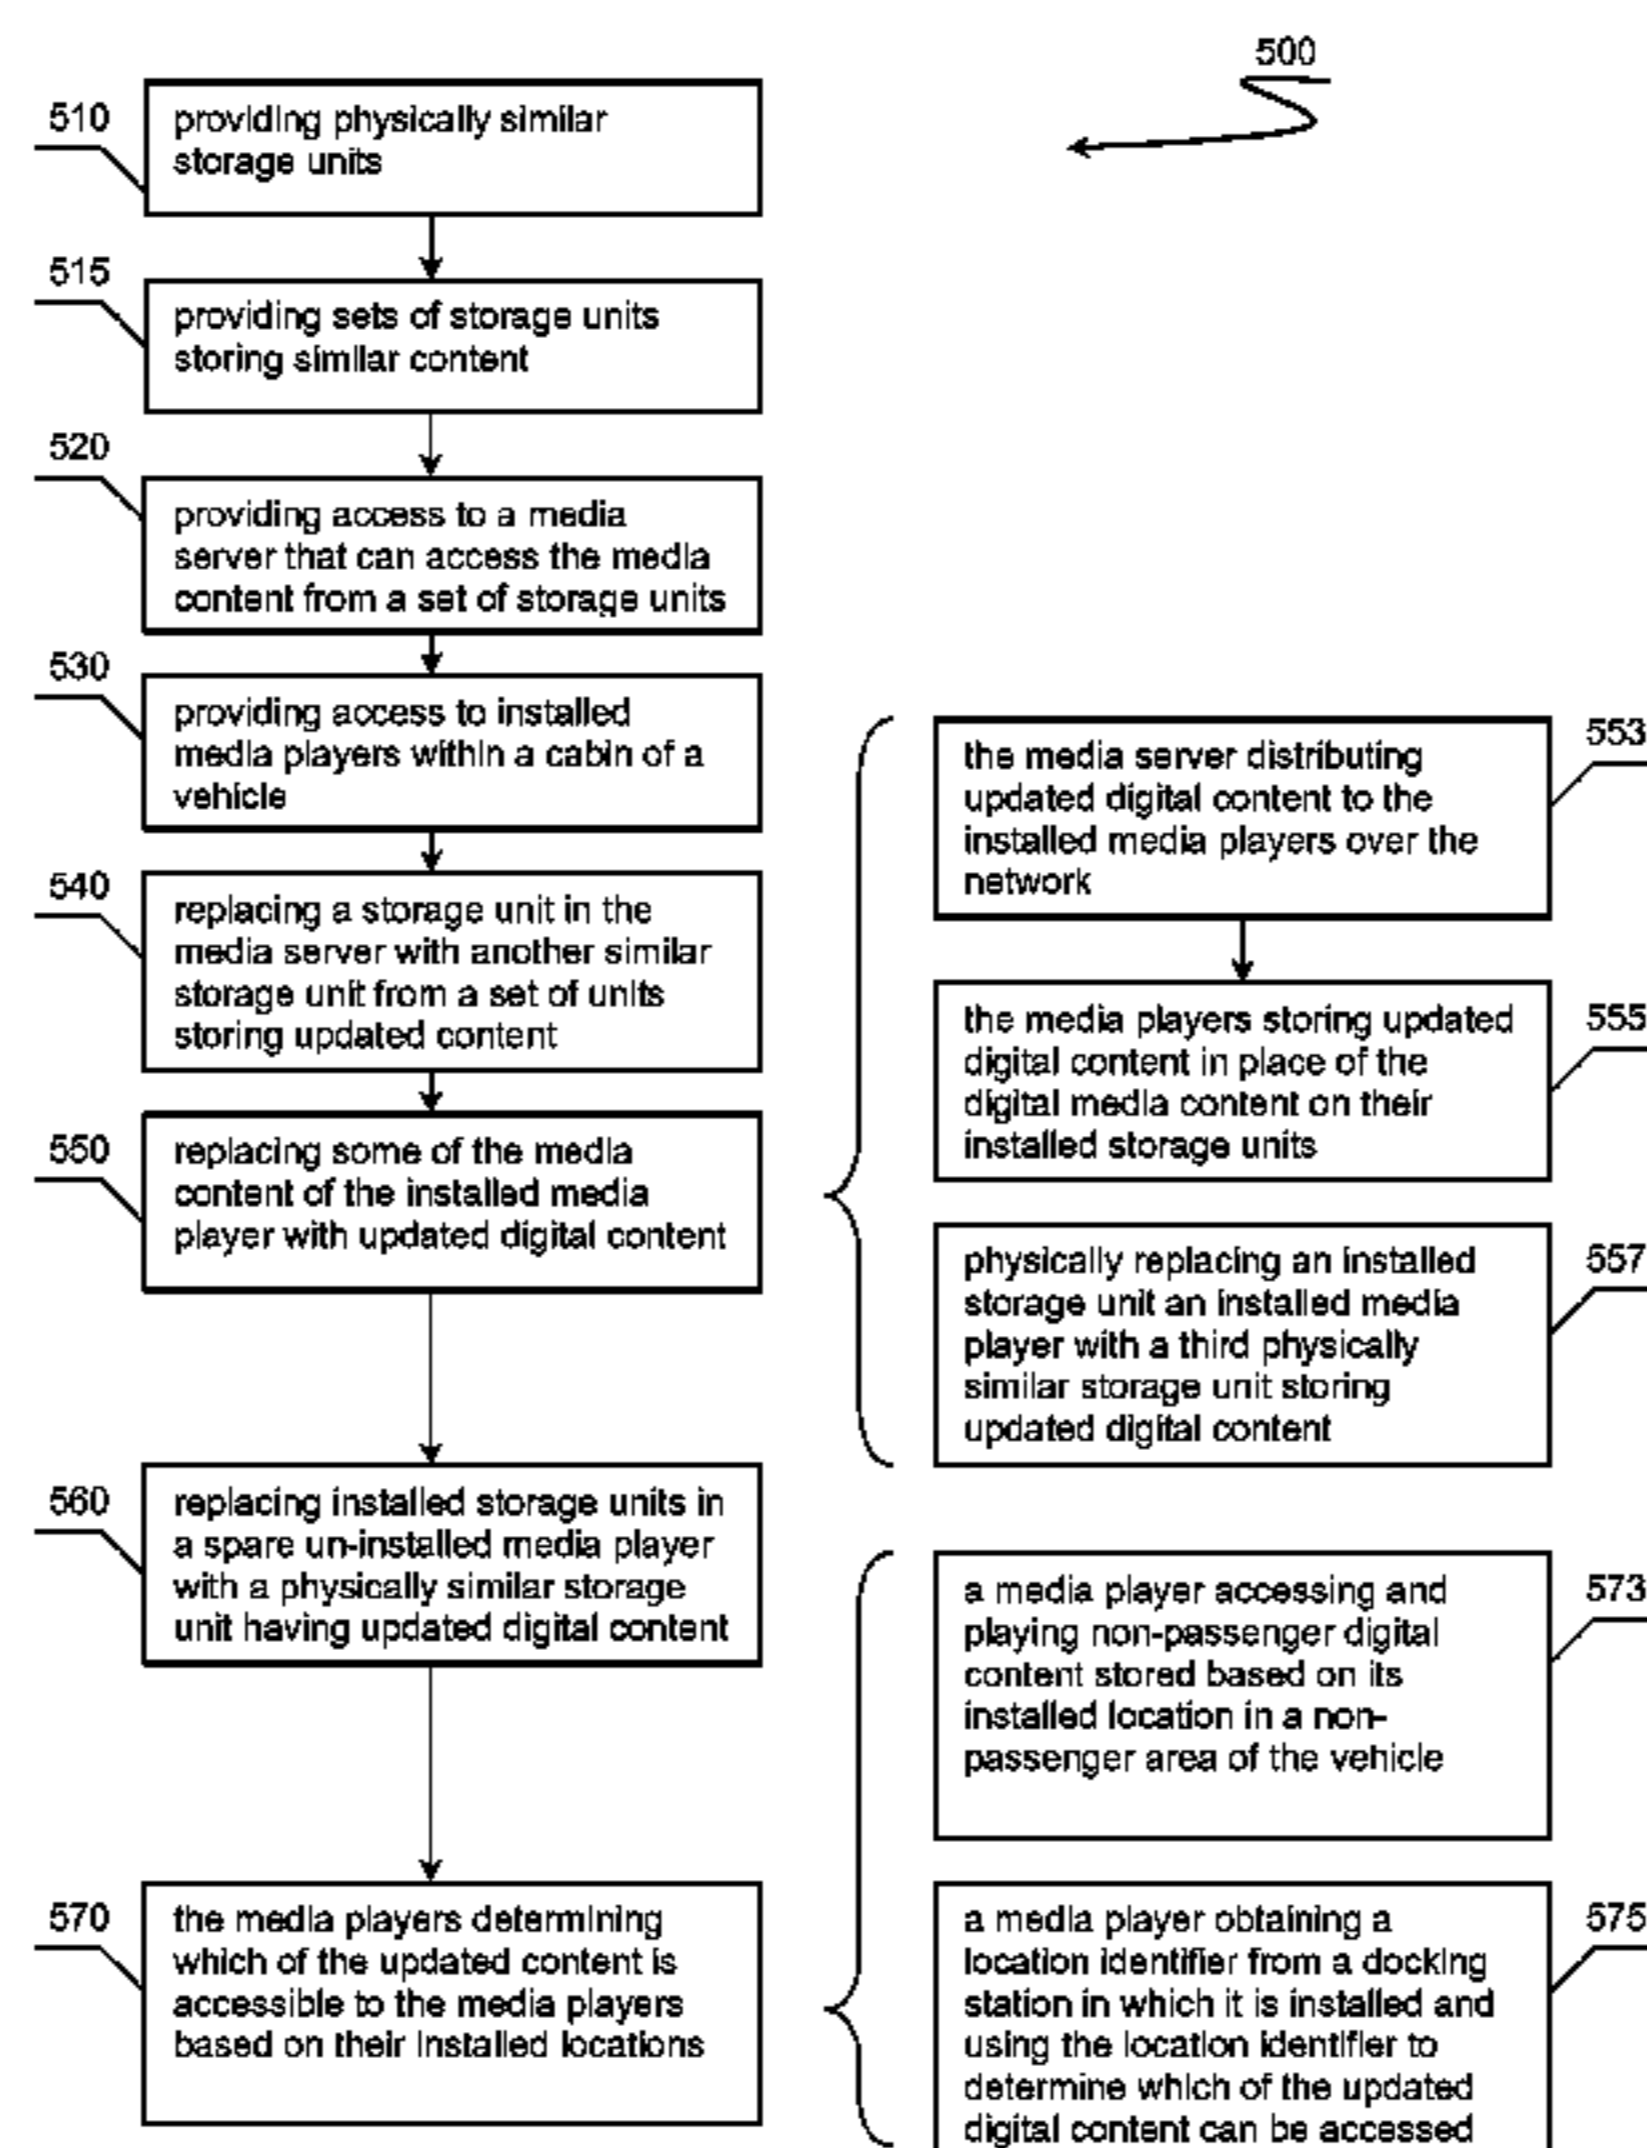 500
510
providing physically similar
storage units
515
providing sets of storage units
storing similar content
520
providing access to a media
server that can access the media
content from a set of storage units
530
providing access to installed
media players within a cabin of a
vehicle
540
replacing a storage unit in the
media server with another similar
storage unit from a set of units
storing updated content
550
replacing some of the media
content of the installed media
player with updated digital content
553
the media server distributing
updated digital content to the
installed media players over the
network
555
the media players storing updated
digital content in place of the
digital media content on their
installed storage units
557
physically replacing an installed
storage unit an installed media
player with a third physically
similar storage unit storing
updated digital content
560
replacing installed storage units in
a spare un-installed media player
with a physically similar storage
unit having updated digital content
570
the media players determining
which of the updated content is
accessible to the media players
based on their installed locations
573
a media player accessing and
playing non-passenger digital
content stored based on its
installed location in a non-
passenger area of the vehicle
575
a media player obtaining a
location identifier from a docking
station in which it is installed and
using the location identifier to
determine which of the updated
digital content can be accessed